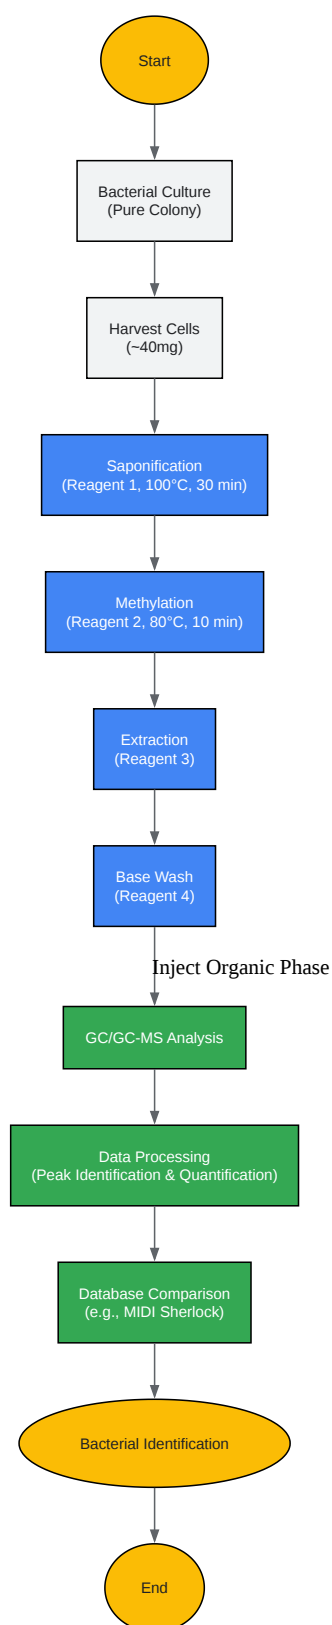 Start
Bacterial Culture
(Pure Colony)
Harvest Cells
(~40mg)
Saponification
(Reagent 1, 100°C, 30 min)
Methylation
(Reagent 2, 80°C, 10 min)
Extraction
(Reagent 3)
Base Wash
(Reagent 4)
Inject Organic Phase
GC/GC-MS Analysis
Data Processing
(Peak Identification & Quantification)
Database Comparison
(e.g., MIDI Sherlock)
Bacterial Identification
End